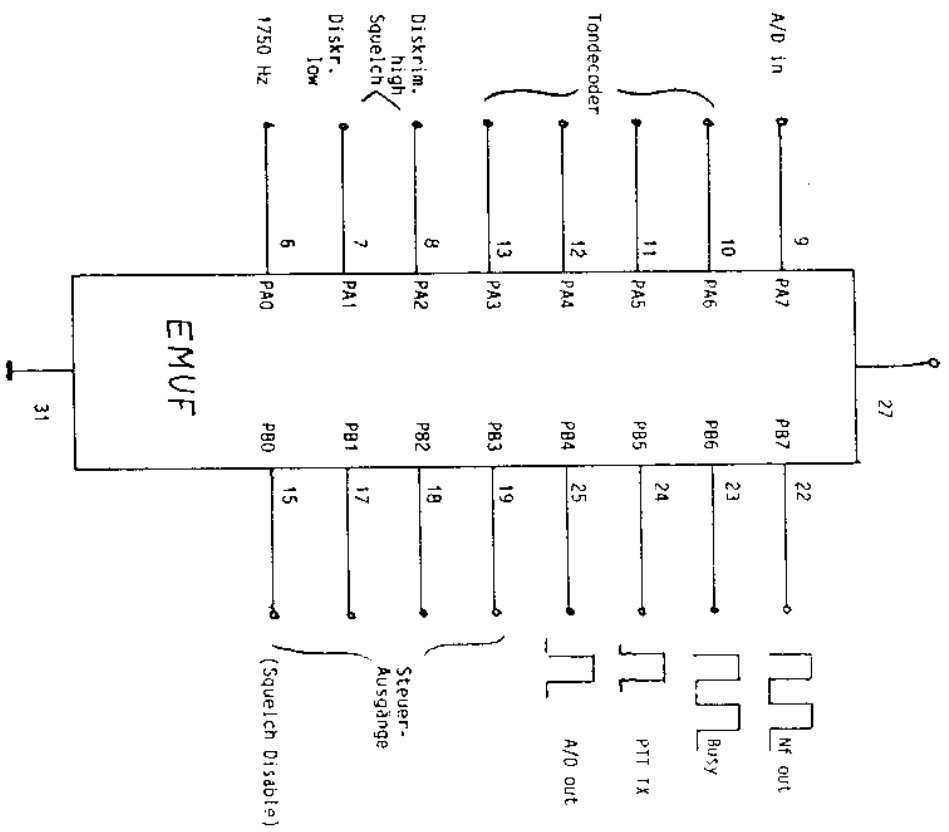 27
A/D in 9 PA7 PB7 22 Nf out
10 PA6 PB6 23 Busy
11 PA5 PB5 24 PTT TX
Tondecoder
12 PA4 PB4 25 A/D out
13 PA3 PB3 19
Diskrim.
high
8 PA2 PB2 18
Steuer-
Ausgänge
Squelch
Diskr.
low
7 PA1 PB1 17
1750 Hz 6 PA0 PB0 15 (Squelch Disable)
EMUF
31